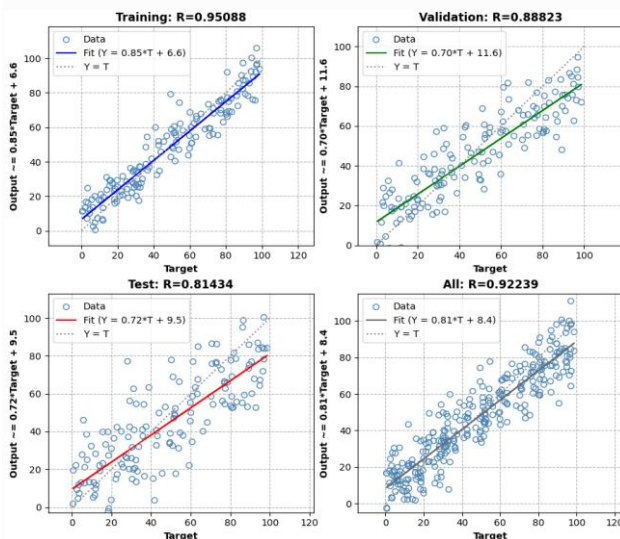 Training: R=0.95088
Data
Fit (Y = 0.85*T + 6.6)
Y = T
Output ~= 0.85*Target + 6.6
100
80
60
40
20
0
0 20 40 60 80 100 120
Target
Validation: R=0.88823
Data
Fit (Y = 0.70*T + 11.6)
Y = T
Output ~= 0.70*Target + 11.6
100
80
60
40
20
0
0 20 40 60 80 100 120
Target
Test: R=0.81434
Data
Fit (Y = 0.72*T + 9.5)
Y = T
Output ~= 0.72*Target + 9.5
100
80
60
40
20
0
0 20 40 60 80 100 120
Target
All: R=0.92239
Data
Fit (Y = 0.81*T + 8.4)
Y = T
Output ~= 0.81*Target + 8.4
100
80
60
40
20
0
0 20 40 60 80 100 120
Target